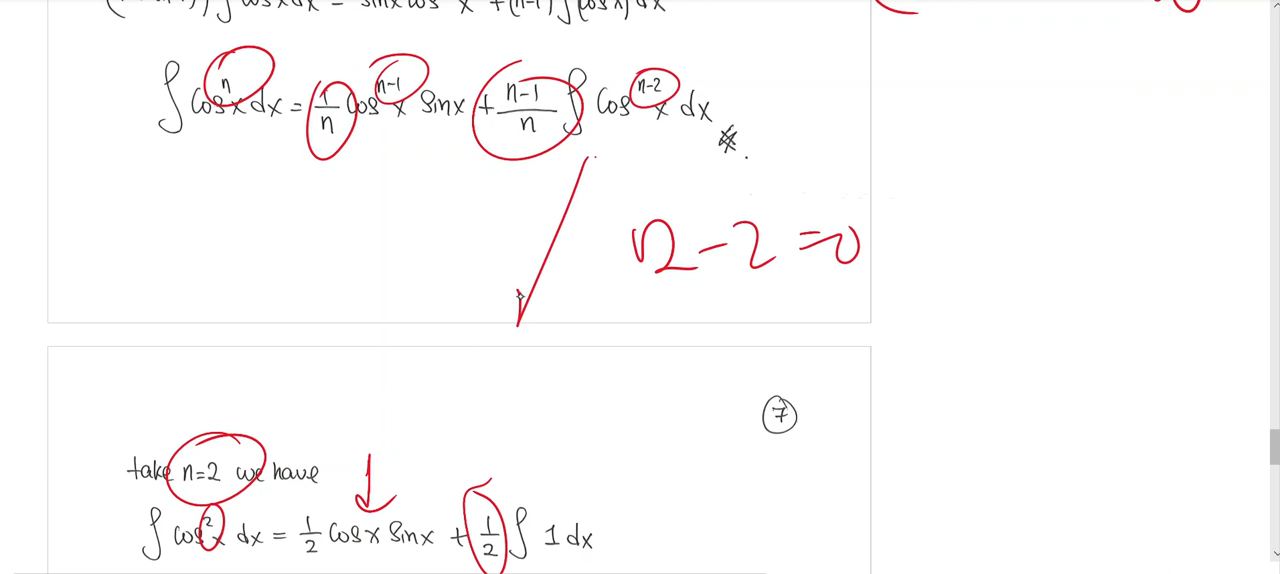 ∫ cosⁿx dx = 1/n cosⁿ⁻¹x sinx + (n-1)/n ∫ cosⁿ⁻²x dx
n-2=0
7
take n=2 we have
∫ cos²x dx = 1/2 cosx sinx + 1/2 ∫ 1 dx